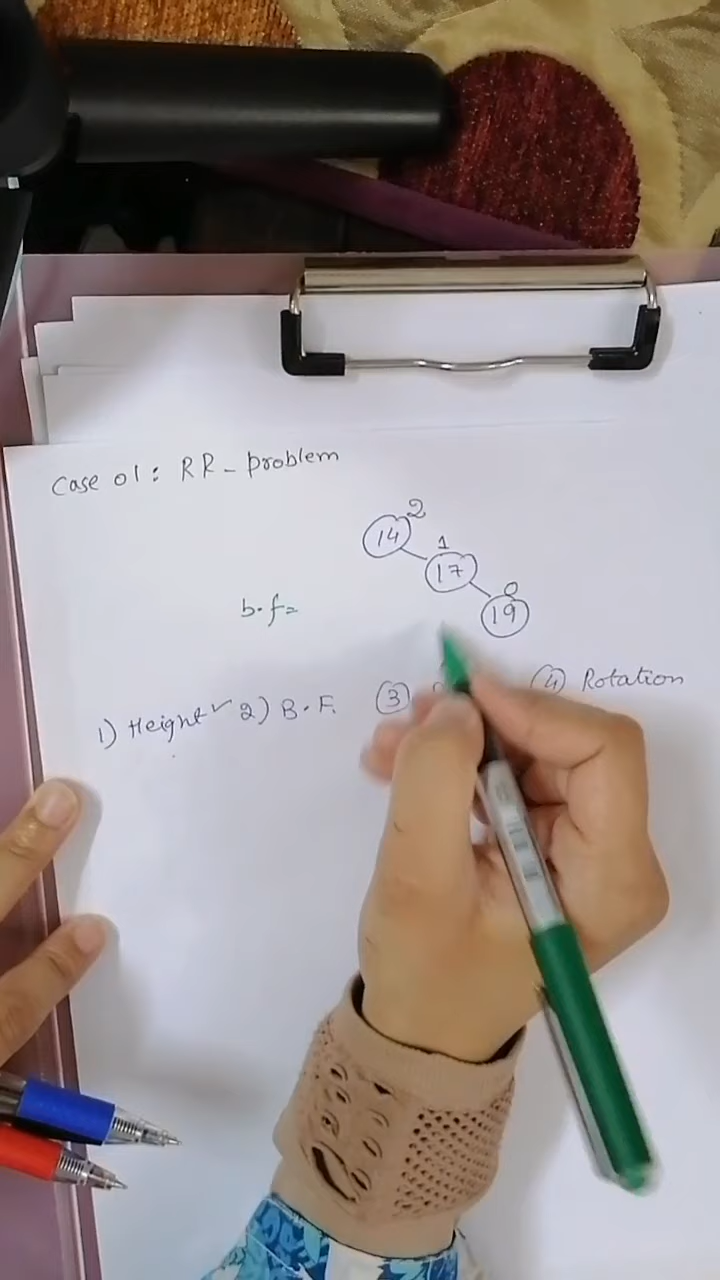 Case 01: RR - problem
2
14
1
17
0
19
b.f=
1) Height ✓ 2) B.F. ③ ④ Rotation